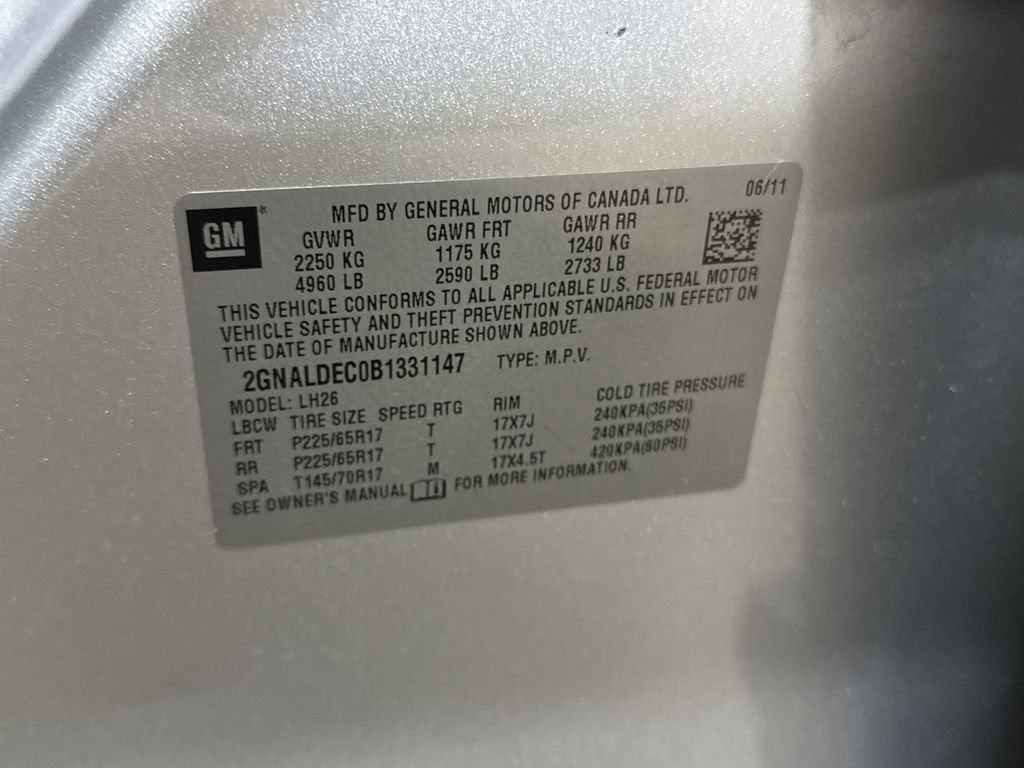 GM ® MFD BY GENERAL MOTORS OF CANADA LTD. 06/11
GVWR GAWR FRT GAWR RR
2250 KG 1175 KG 1240 KG
4960 LB 2590 LB 2733 LB
THIS VEHICLE CONFORMS TO ALL APPLICABLE U.S. FEDERAL MOTOR
VEHICLE SAFETY AND THEFT PREVENTION STANDARDS IN EFFECT ON
THE DATE OF MANUFACTURE SHOWN ABOVE.
2GNALDEC0B1331147 TYPE: M.P.V.
MODEL: LH26
LBCW TIRE SIZE SPEED RTG RIM COLD TIRE PRESSURE
FRT P225/65R17 T 17X7J 240KPA(35PSI)
RR P225/65R17 T 17X7J 240KPA(35PSI)
SPA T145/70R17 M 17X4.5T 420KPA(60PSI)
SEE OWNER'S MANUAL FOR MORE INFORMATION.